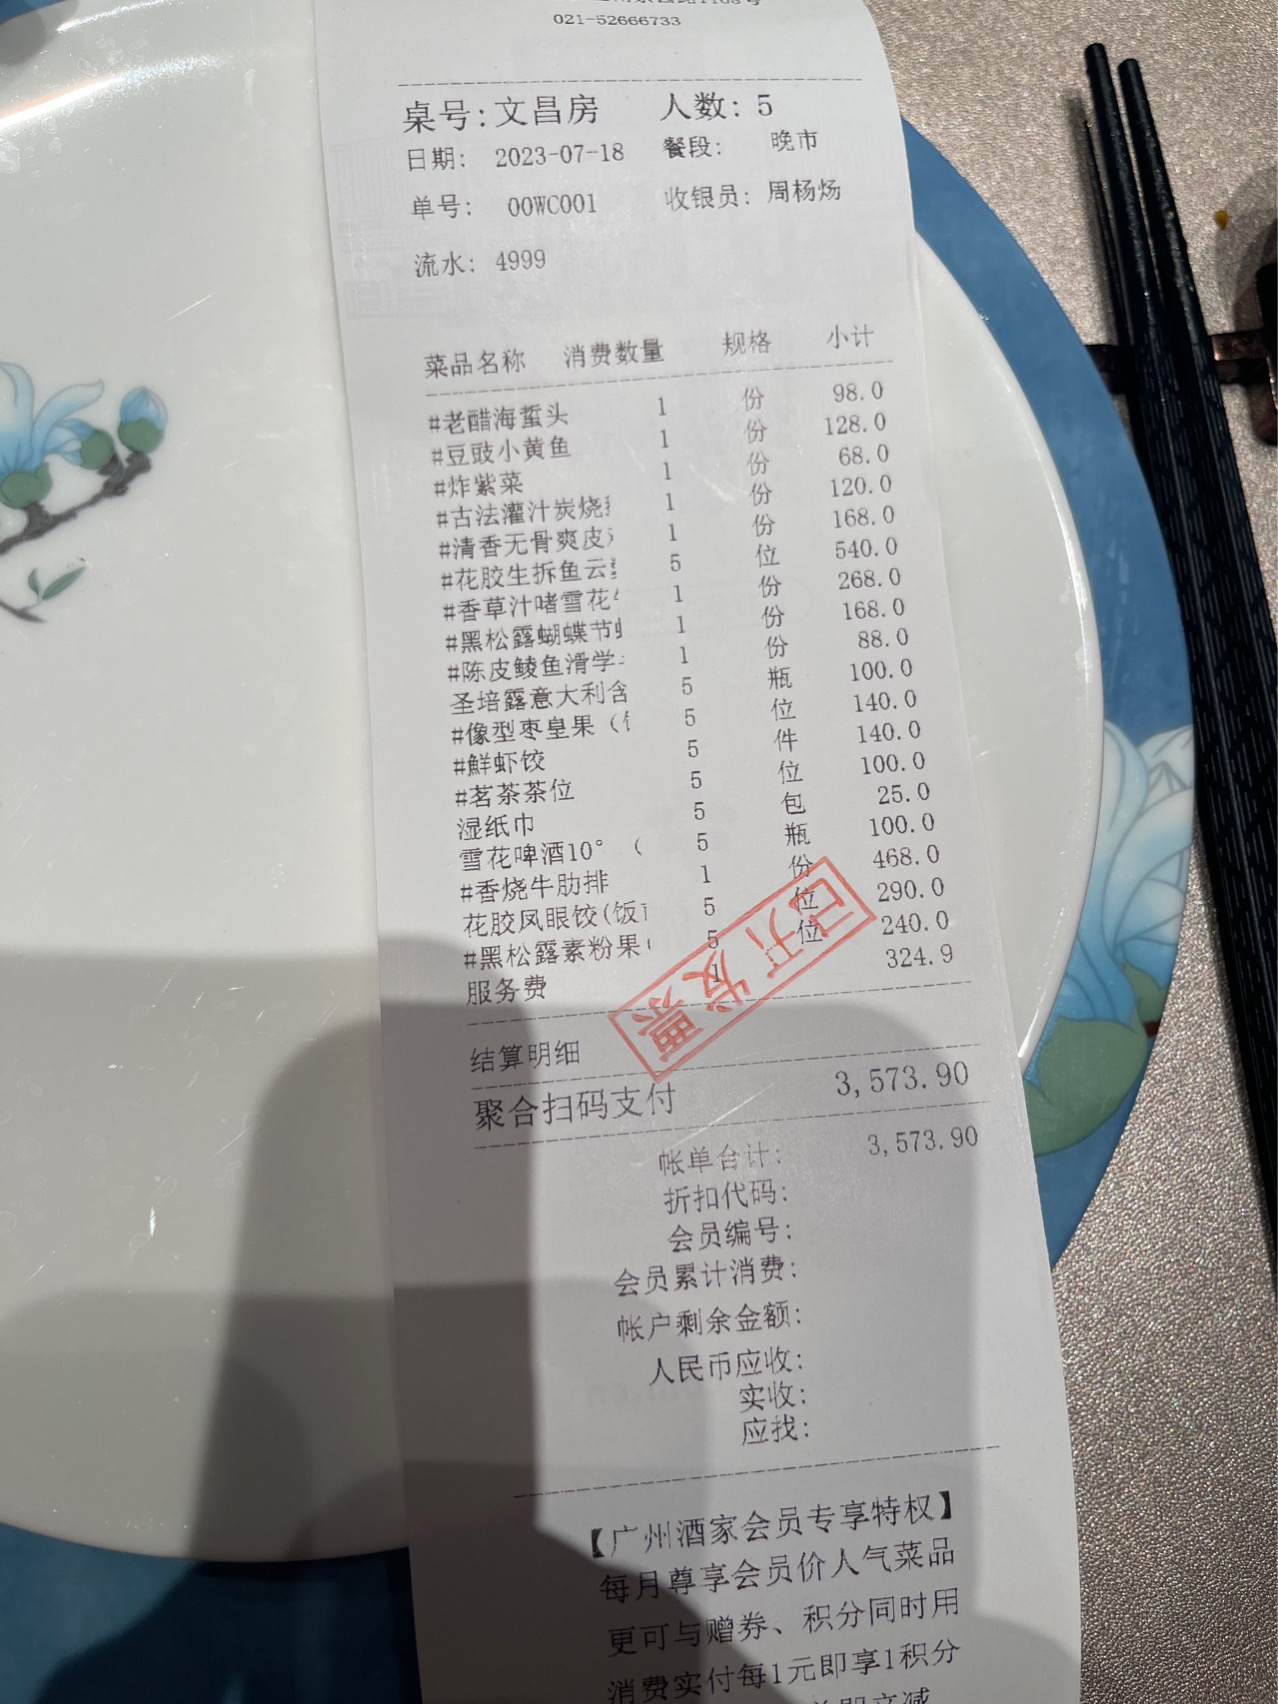 021-52666733
桌号:文昌房 人数: 5
日期: 2023-07-18 餐段: 晚市
单号: 00WC001 收银员: 周杨炀
流水: 4999
菜品名称 消费数量 规格 小计
#老醋海蜇头 1 份 98.0
#豆豉小黄鱼 1 份 128.0
#炸紫菜 1 份 68.0
#古法灌汁炭烧 1 份 120.0
#清香无骨爽皮 1 份 168.0
#花胶生拆鱼云 5 位 540.0
#香草汁啫雪花 1 份 268.0
#黑松露蝴蝶节 1 份 168.0
#陈皮鲮鱼滑学 1 份 88.0
圣培露意大利含 5 瓶 100.0
#像型枣皇果（ 5 位 140.0
#鲜虾饺 5 件 140.0
#茗茶茶位 5 位 100.0
湿纸巾 5 包 25.0
雪花啤酒10°（ 5 瓶 100.0
#香烧牛肋排 1 份 468.0
花胶凤眼饺(饭 5 位 290.0
#黑松露素粉果 5 位 240.0
服务费 1 324.9
已开发票
结算明细
聚合扫码支付 3,573.90
帐单合计: 3,573.90
折扣代码:
会员编号:
会员累计消费:
帐户剩余金额:
人民币应收:
实收:
应找:
【广州酒家会员专享特权】
每月尊享会员价人气菜品
更可与赠券、积分同时用
消费实付每1元即享1积分